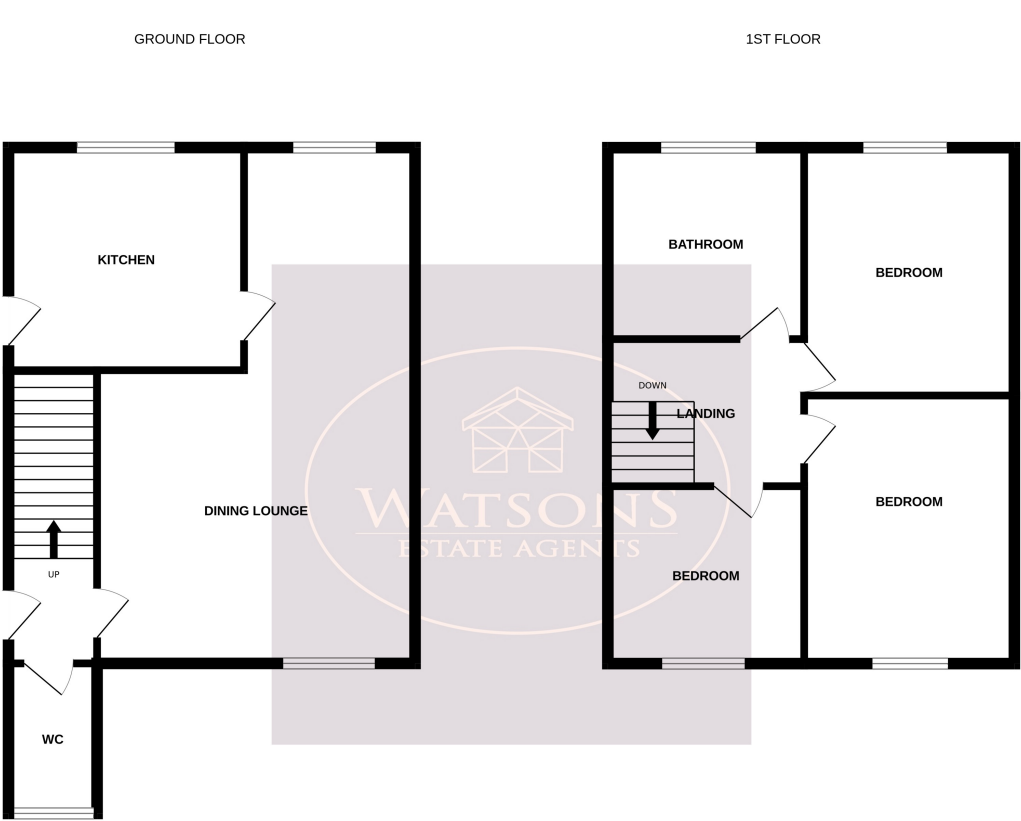 GROUND FLOOR
KITCHEN
DINING LOUNGE
UP
WC
1ST FLOOR
BATHROOM
BEDROOM
DOWN
LANDING
BEDROOM
BEDROOM
WATSONS
ESTATE AGENTS